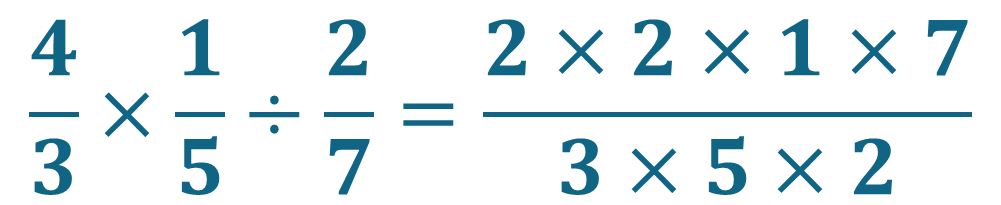 4/3 × 1/5 ÷ 2/7 = (2 × 2 × 1 × 7)/(3 × 5 × 2)